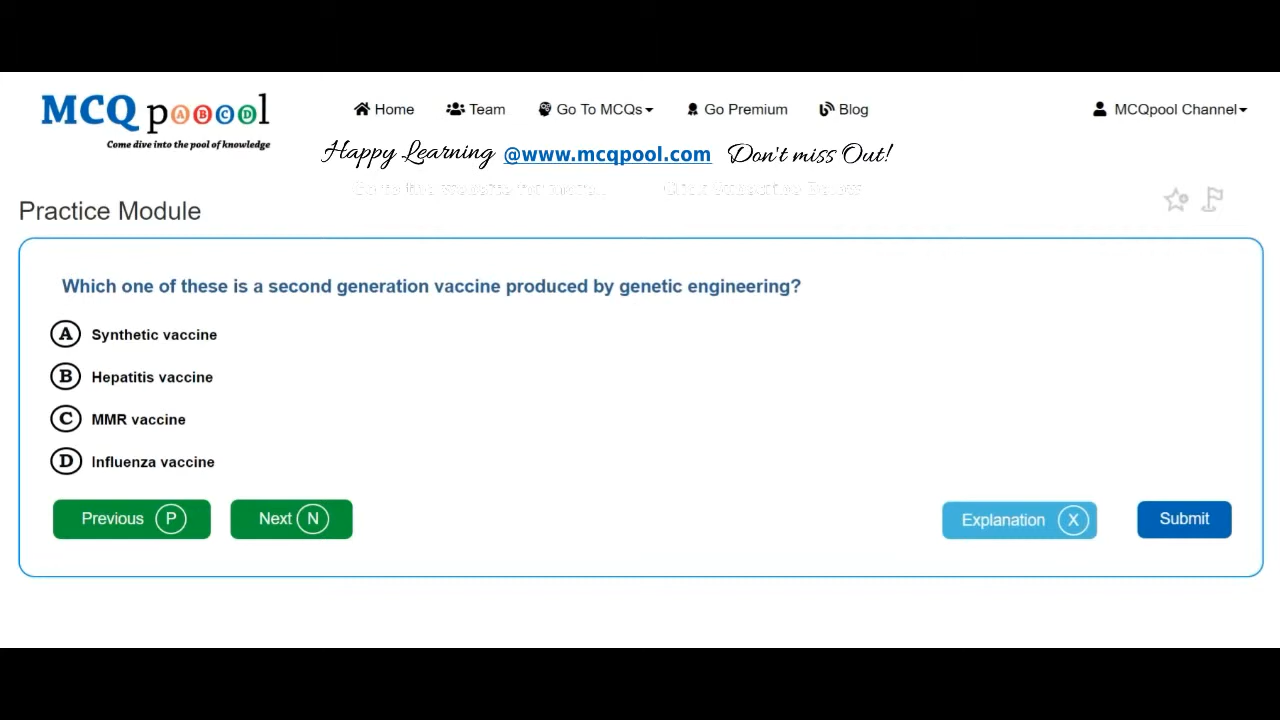 MCQ pooool
Come dive into the pool of knowledge
Home Team Go To MCQs Go Premium Blog MCQpool Channel
Happy Learning @www.mcqpool.com Don't miss Out!
Practice Module
Which one of these is a second generation vaccine produced by genetic engineering?
A Synthetic vaccine
B Hepatitis vaccine
C MMR vaccine
D Influenza vaccine
Previous P Next N Explanation X Submit